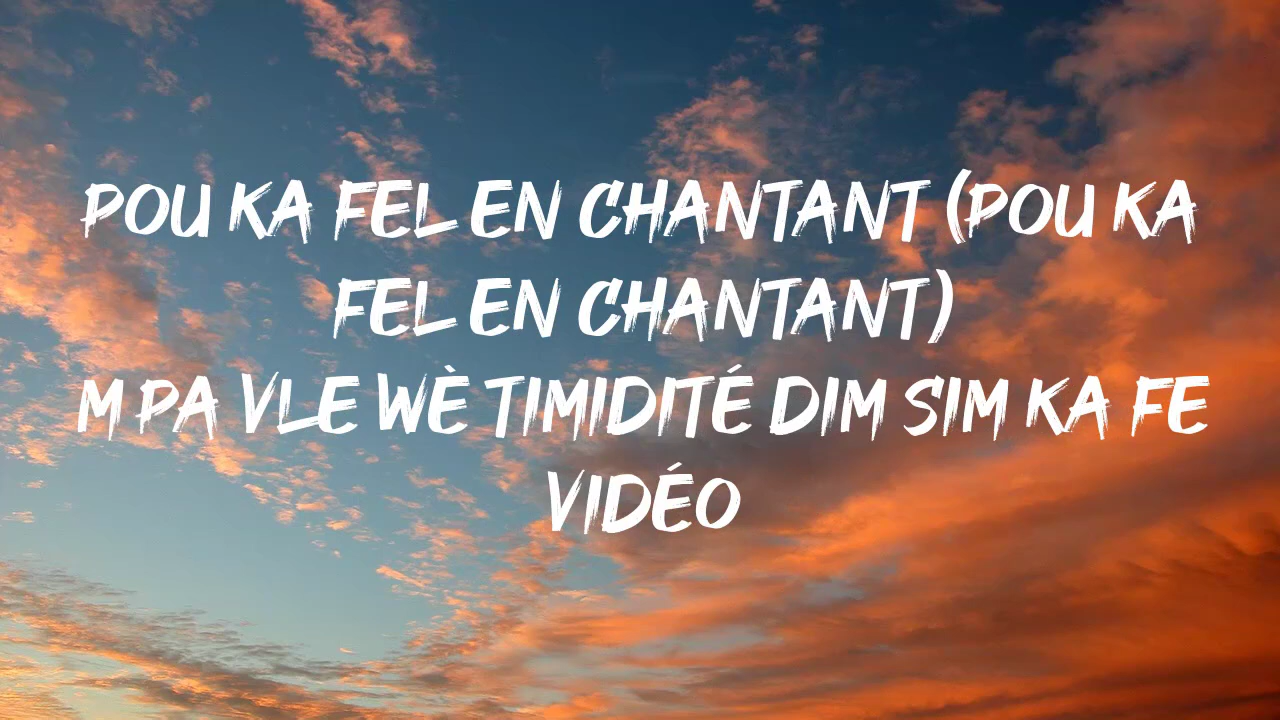 POU KA FEL EN CHANTANT (POU KA
FEL EN CHANTANT)
M PA VLE WÈ TIMIDITÉ DIM SIM KA FE
VIDÉO